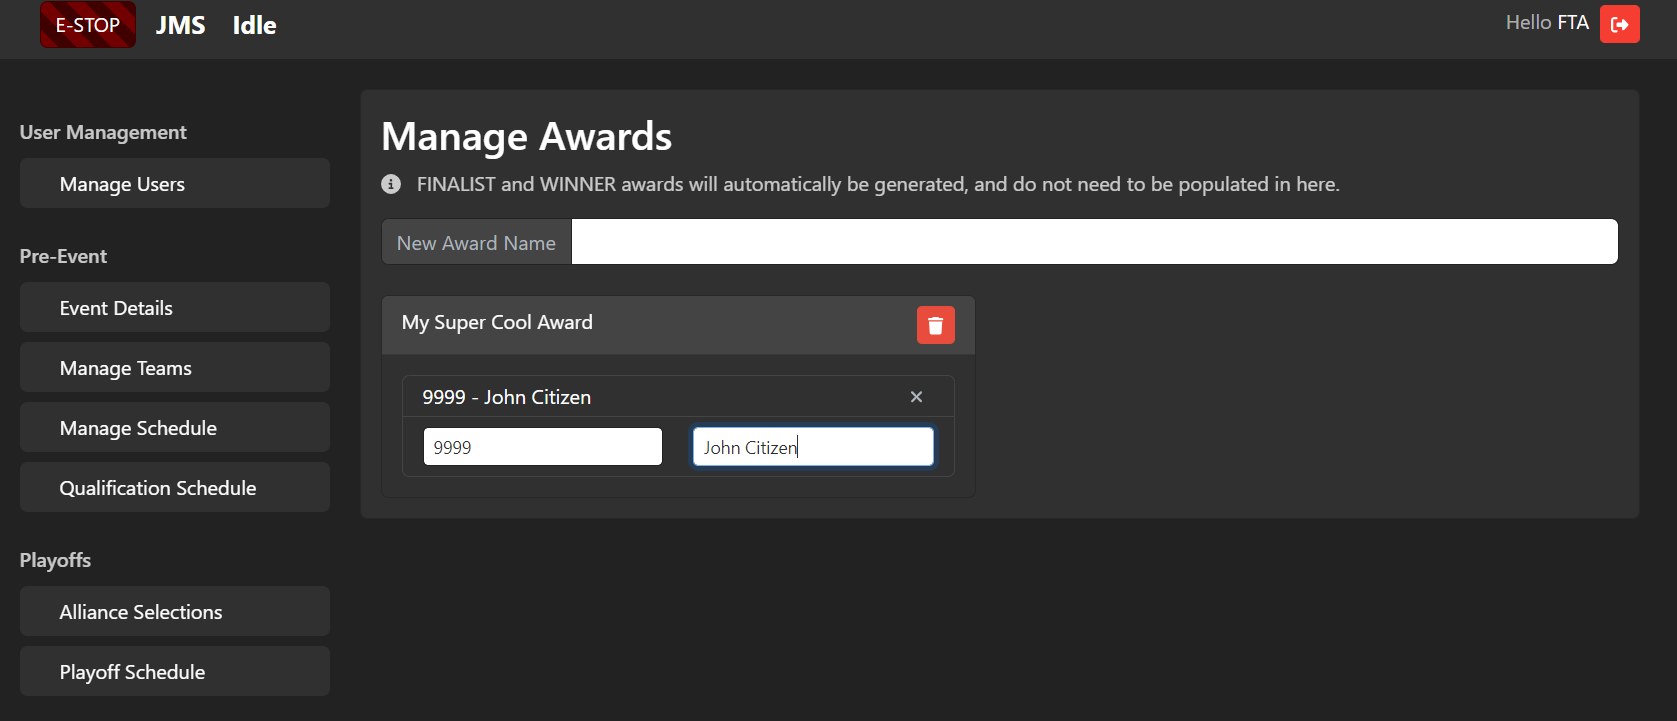 E-STOP JMS Idle Hello FTA
User Management
Manage Users
Pre-Event
Event Details
Manage Teams
Manage Schedule
Qualification Schedule
Playoffs
Alliance Selections
Playoff Schedule
Manage Awards
FINALIST and WINNER awards will automatically be generated, and do not need to be populated in here.
New Award Name
My Super Cool Award
9999 - John Citizen
9999 John Citizen